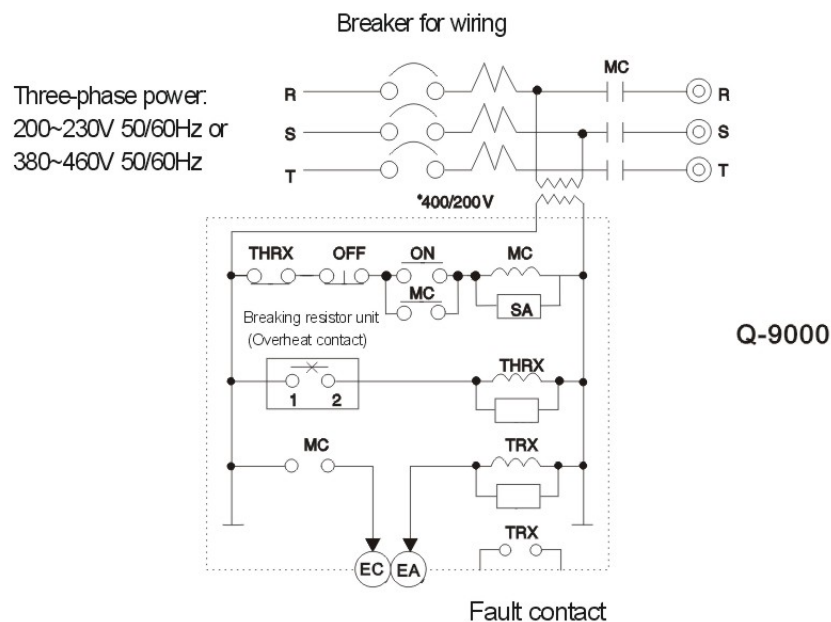 Breaker for wiring
Three-phase power:
200~230V 50/60Hz or
380~460V 50/60Hz
MC
R
R
S
S
T
T
*400/200V
THRX
OFF
ON
MC
MC
SA
Breaking resistor unit
(Overheat contact)
THRX
1
2
Q-9000
MC
TRX
TRX
EC
EA
Fault contact